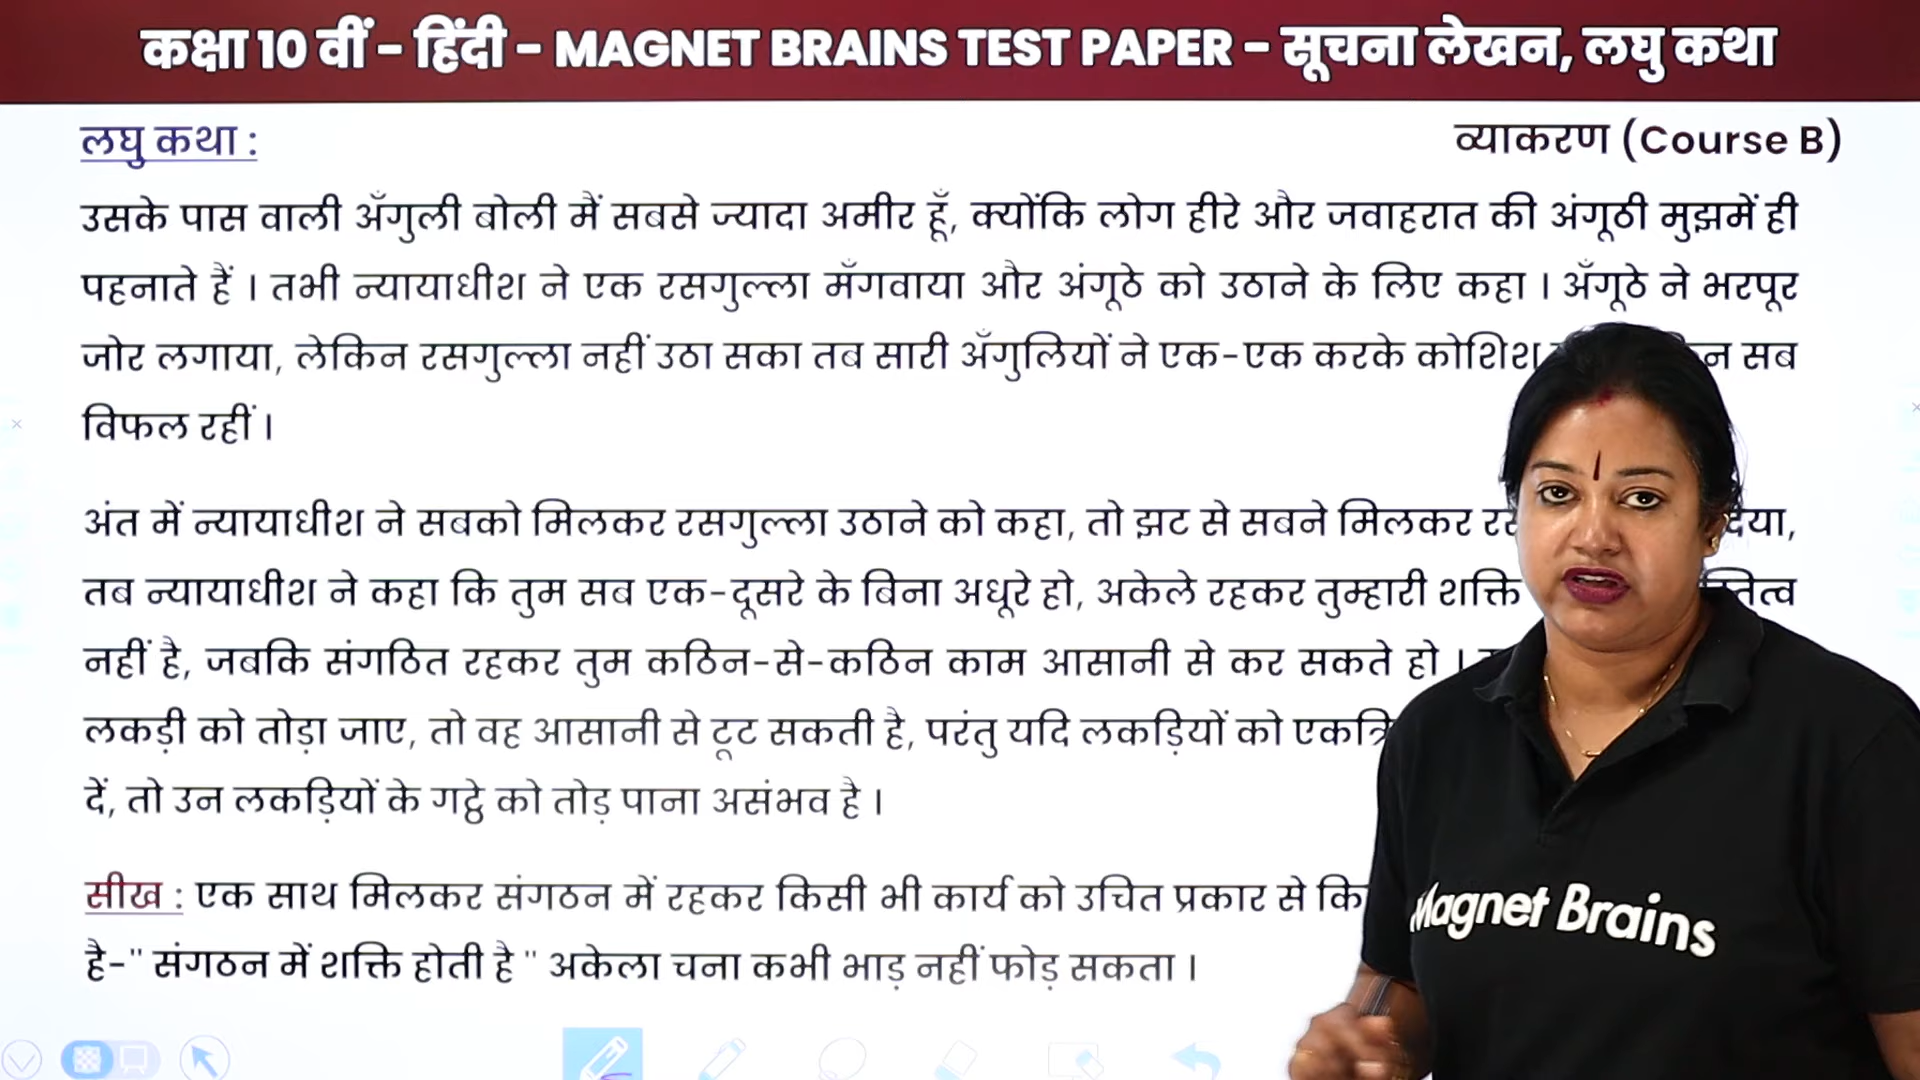 कक्षा 10 वीं - हिंदी - MAGNET BRAINS TEST PAPER - सूचना लेखन, लघु कथा
लघु कथा :
व्याकरण (Course B)
उसके पास वाली अँगुली बोली मैं सबसे ज्यादा अमीर हूँ, क्योंकि लोग हीरे और जवाहरात की अंगूठी मुझमें ही
पहनाते हैं । तभी न्यायाधीश ने एक रसगुल्ला मँगवाया और अंगूठे को उठाने के लिए कहा । अँगूठे ने भरपूर
जोर लगाया, लेकिन रसगुल्ला नहीं उठा सका तब सारी अँगुलियों ने एक-एक करके कोशिश सब
विफल रहीं ।
अंत में न्यायाधीश ने सबको मिलकर रसगुल्ला उठाने को कहा, तो झट से सबने मिलकर
तब न्यायाधीश ने कहा कि तुम सब एक-दूसरे के बिना अधूरे हो, अकेले रहकर तुम्हारी शक्ति
नहीं है, जबकि संगठित रहकर तुम कठिन-से-कठिन काम आसानी से कर सकते हो ।
लकड़ी को तोड़ा जाए, तो वह आसानी से टूट सकती है, परंतु यदि लकड़ियों को
दें, तो उन लकड़ियों के गट्ठे को तोड़ पाना असंभव है ।
सीख : एक साथ मिलकर संगठन में रहकर किसी भी कार्य को उचित प्रकार से
है-" संगठन में शक्ति होती है " अकेला चना कभी भाड़ नहीं फोड़ सकता ।
Magnet Brains